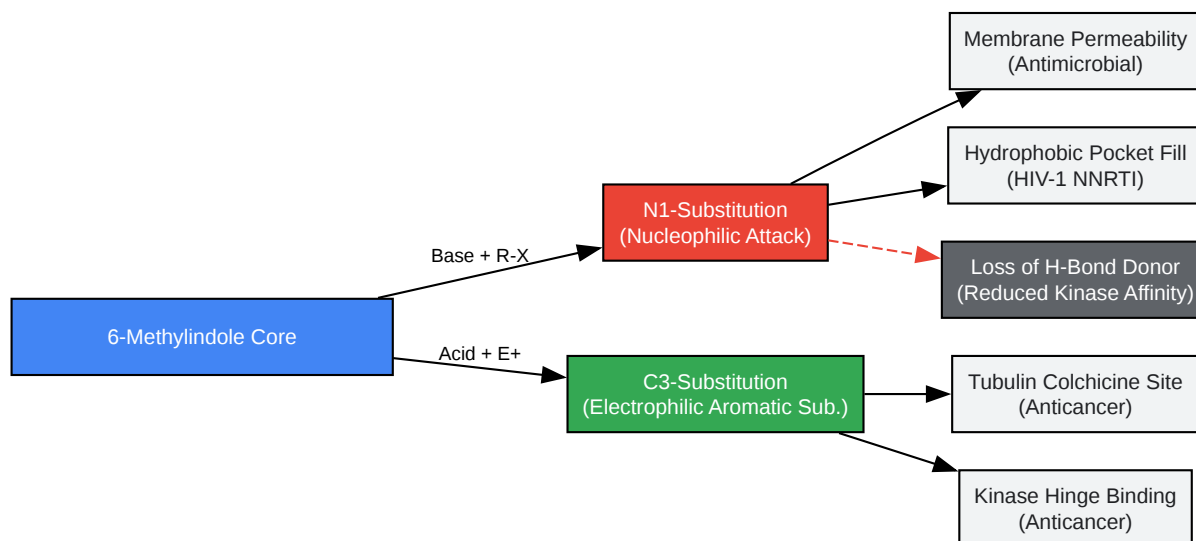 6-Methylindole Core
Base + R-X
Acid + E+
N1-Substitution
(Nucleophilic Attack)
C3-Substitution
(Electrophilic Aromatic Sub.)
Membrane Permeability
(Antimicrobial)
Hydrophobic Pocket Fill
(HIV-1 NNRTI)
Loss of H-Bond Donor
(Reduced Kinase Affinity)
Tubulin Colchicine Site
(Anticancer)
Kinase Hinge Binding
(Anticancer)